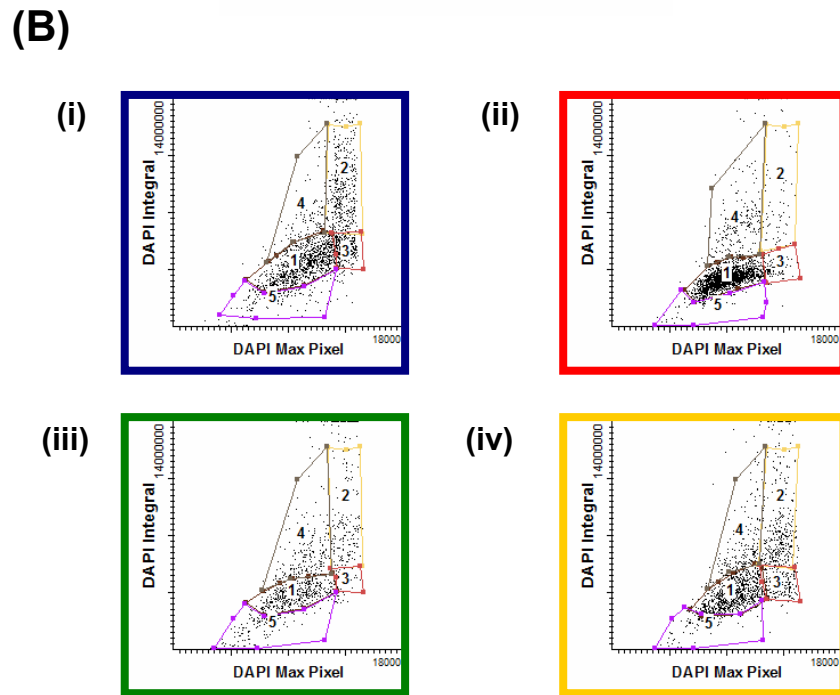 (B)
(i)
14000000
DAPI Integral
2
4
1
3
5
18000
DAPI Max Pixel
(ii)
14000000
DAPI Integral
2
4
1
3
5
18000
DAPI Max Pixel
(iii)
14000000
DAPI Integral
2
4
1
3
5
18000
DAPI Max Pixel
(iv)
14000000
DAPI Integral
2
4
1
3
5
18000
DAPI Max Pixel